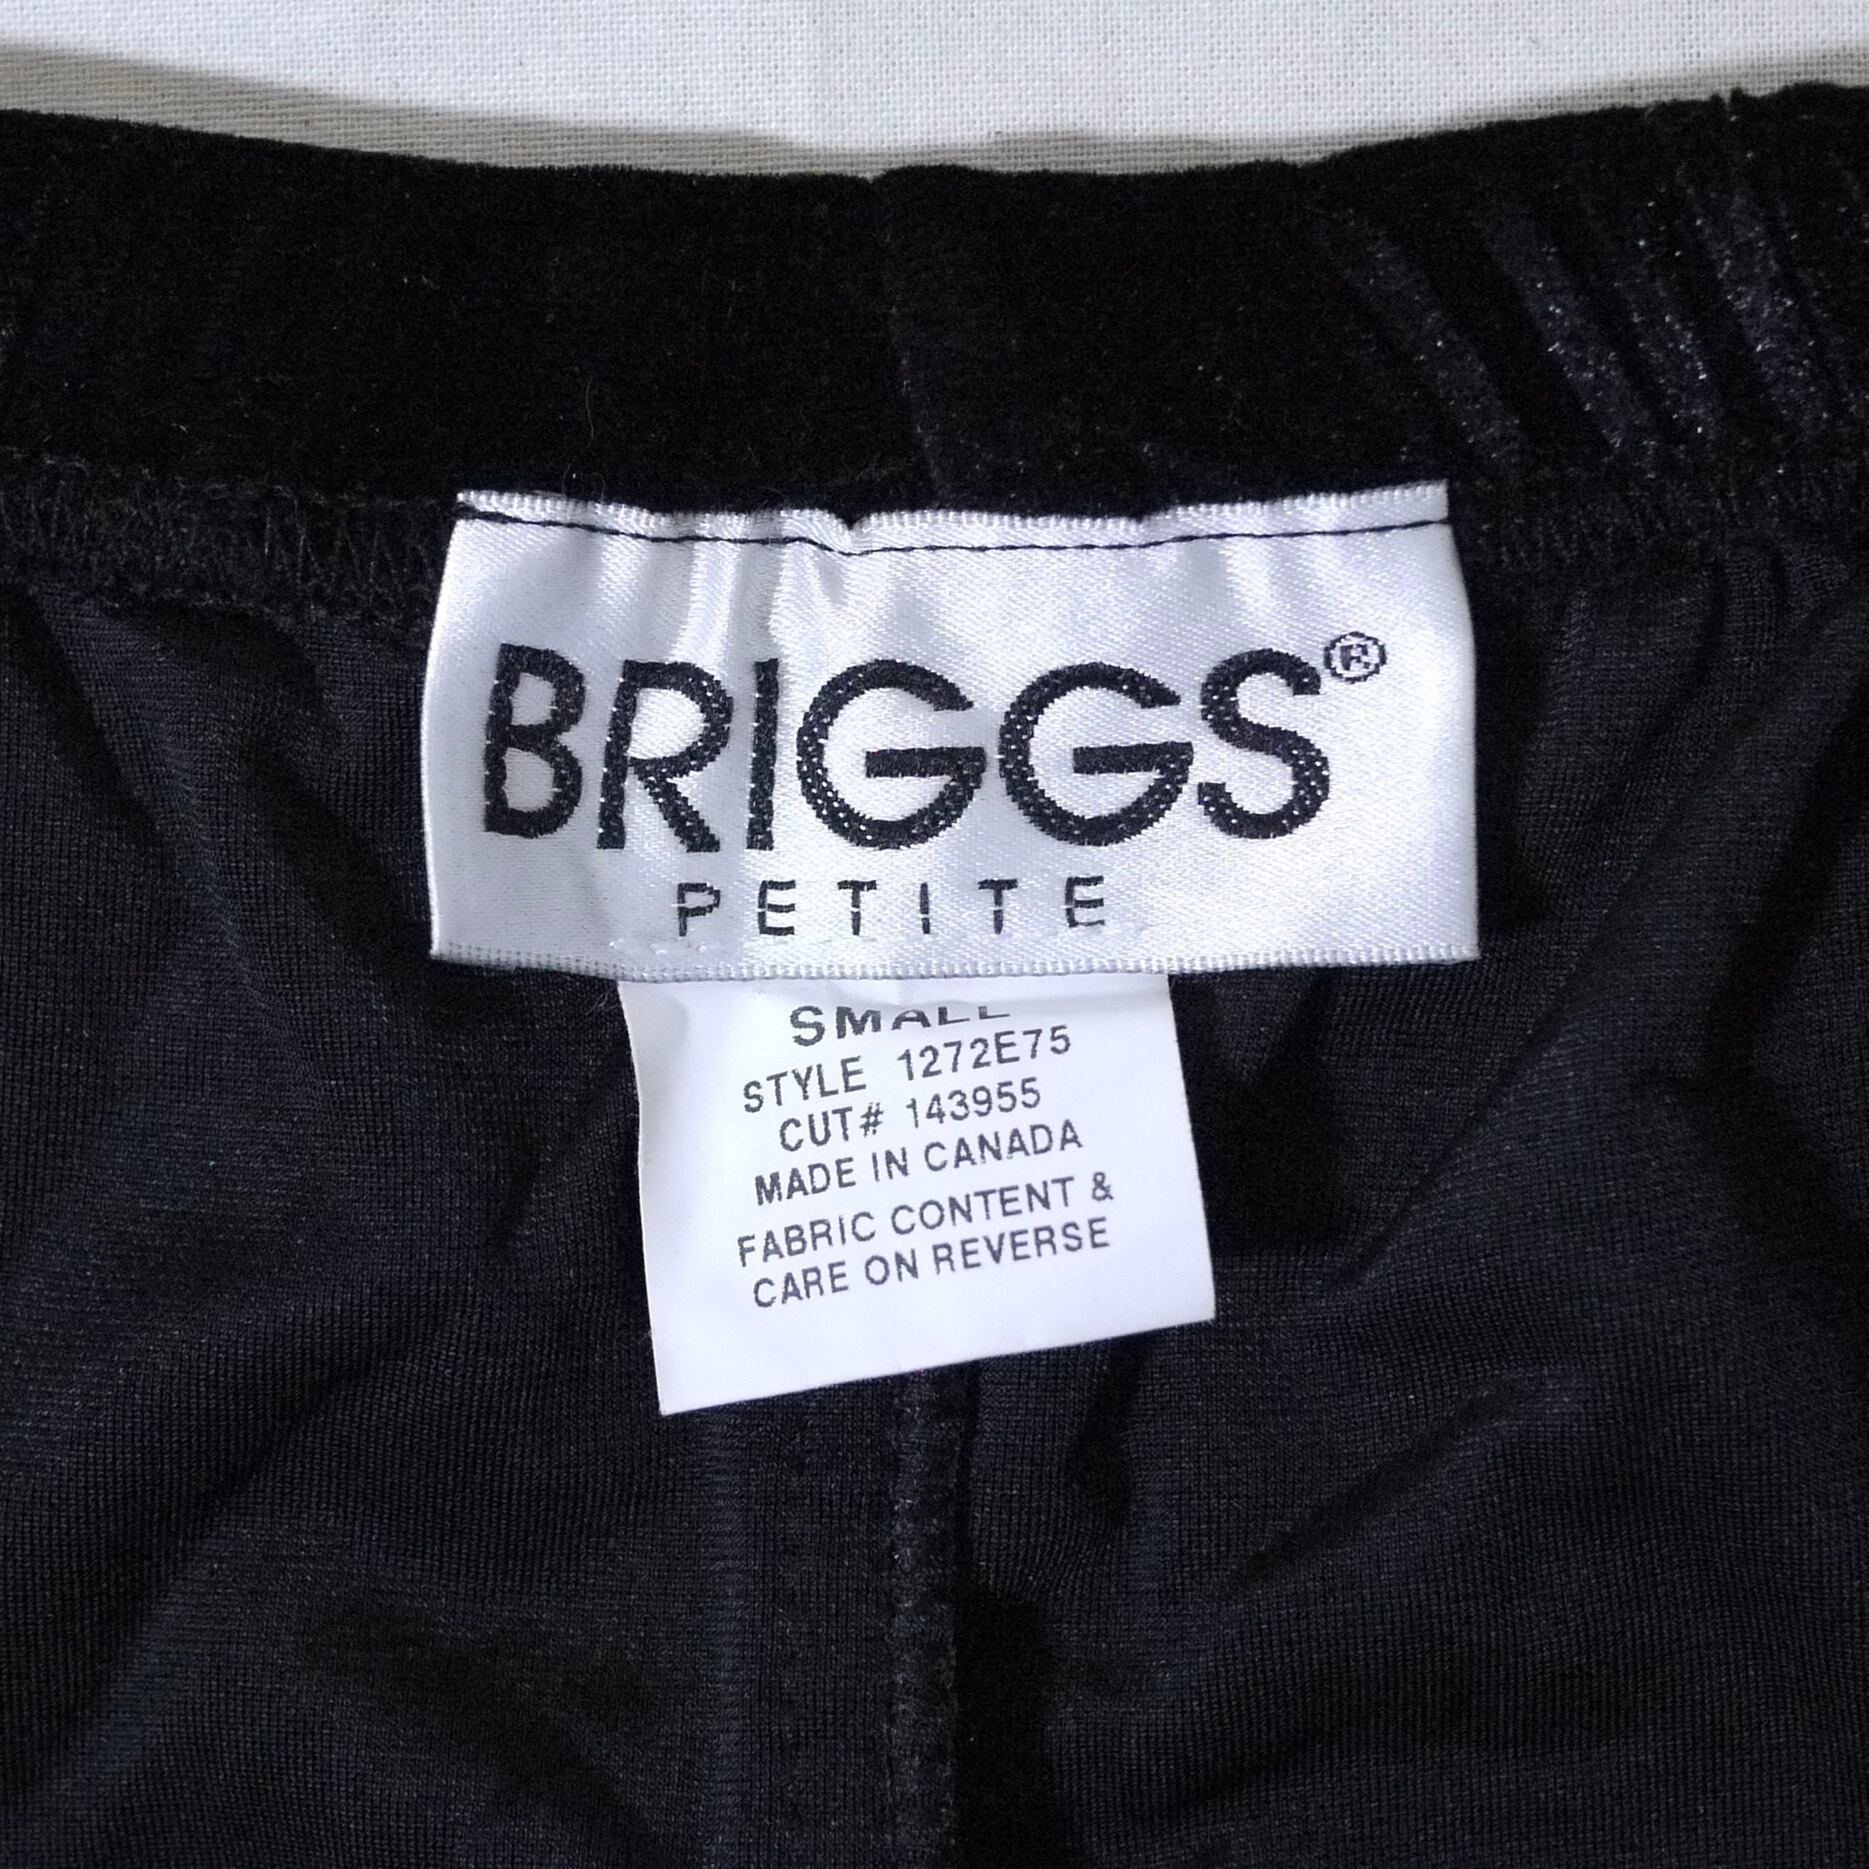 BRIGGS®
PETITE
SMALL
STYLE 1272E75
CUT# 143955
MADE IN CANADA
FABRIC CONTENT &
CARE ON REVERSE